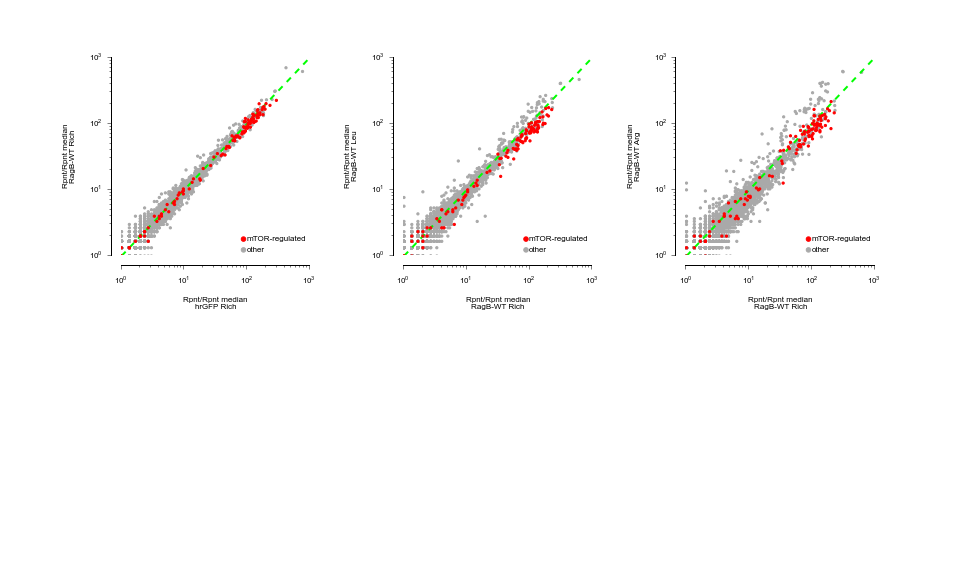 10³
10²
10¹
10⁰
Rpnt/Rpnt median
RagB-WT Rich
mTOR-regulated
other
10⁰
10¹
10²
10³
Rpnt/Rpnt median
hrGFP Rich
10³
10²
10¹
10⁰
Rpnt/Rpnt median
RagB-WT Leu
mTOR-regulated
other
10⁰
10¹
10²
10³
Rpnt/Rpnt median
RagB-WT Rich
10³
10²
10¹
10⁰
Rpnt/Rpnt median
RagB-WT Arg
mTOR-regulated
other
10⁰
10¹
10²
10³
Rpnt/Rpnt median
RagB-WT Rich